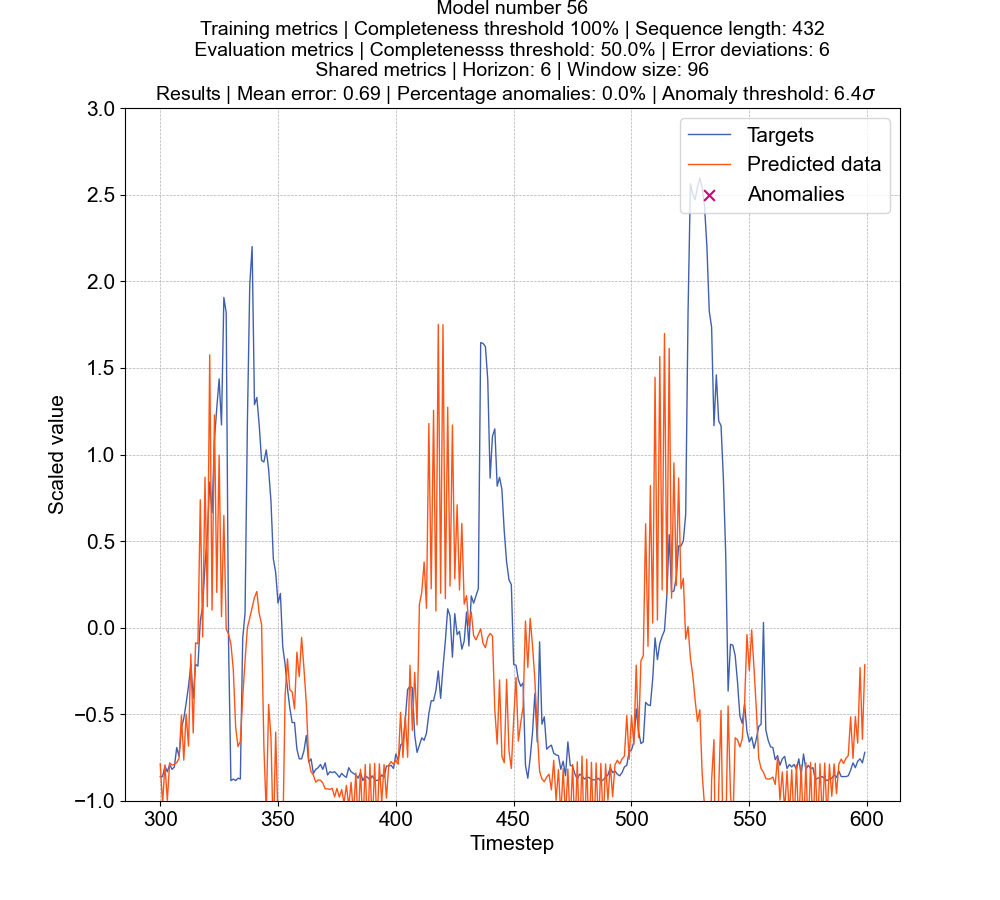 Model number 56
Training metrics | Completeness threshold 100% | Sequence length: 432
Evaluation metrics | Completenesss threshold: 50.0% | Error deviations: 6
Shared metrics | Horizon: 6 | Window size: 96
Results | Mean error: 0.69 | Percentage anomalies: 0.0% | Anomaly threshold: 6.4σ
Targets
Predicted data
Anomalies
Scaled value
3.0
2.5
2.0
1.5
1.0
0.5
0.0
−0.5
−1.0
300 350 400 450 500 550 600
Timestep